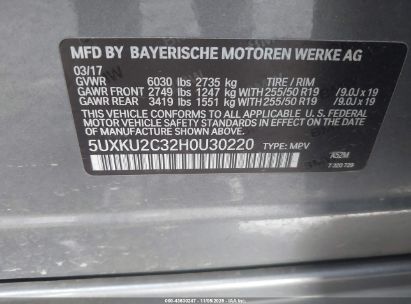 MFD BY BAYERISCHE MOTOREN WERKE AG
03/17
GVWR 6030 lbs 2735 kg TIRE / RIM
GAWR FRONT 2749 lbs 1247 kg WITH 255/50 R19 /9.0J x 19
GAWR REAR 3419 lbs 1551 kg WITH 255/50 R19 /9.0J x 19
THIS VEHICLE CONFORMS TO ALL APPLICABLE U.S. FEDERAL
MOTOR VEHICLE SAFETY STANDARDS IN EFFECT ON THE
DATE OF MANUFACTURE SHOWN ABOVE.
5UXKU2C32H0U30220 TYPE: MPV